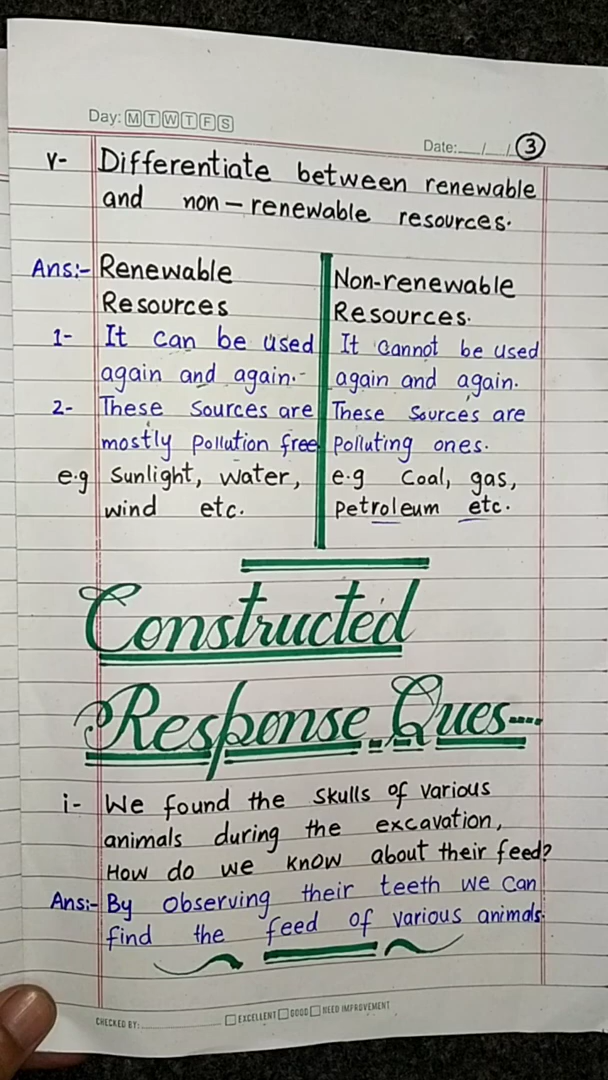 Day: M T W T F S
Date:___/___/ 3
v- Differentiate between renewable
and non-renewable resources.
Ans:- Renewable
Resources
Non-renewable
Resources.
1- It can be used
again and again.-
It cannot be used
again and again.
2- These Sources are
mostly pollution free
These Sources are
polluting ones.
e.g Sunlight, water,
wind etc.
e.g Coal, gas,
petroleum etc.
Constructed
Response Ques....
i- We found the skulls of various
animals during the excavation,
How do we know about their feed?
Ans:- By observing their teeth we can
find the feed of various animals.
CHECKED BY: EXCELLENT GOOD NEED IMPROVEMENT